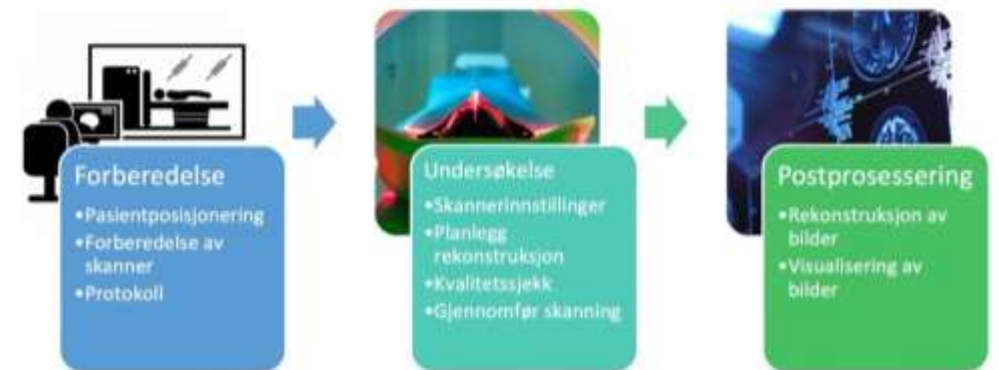 Forberedelse
•Pasientposisjonering
•Forberedelse av
skanner
•Protokoll
Undersøkelse
•Skannerinnstillinger
•Planlegg
rekonstruksjon
•Kvalitetssjekk
•Gjennomfør skanning
Postprosessering
•Rekonstruksjon av
bilder
•Visualisering av
bilder